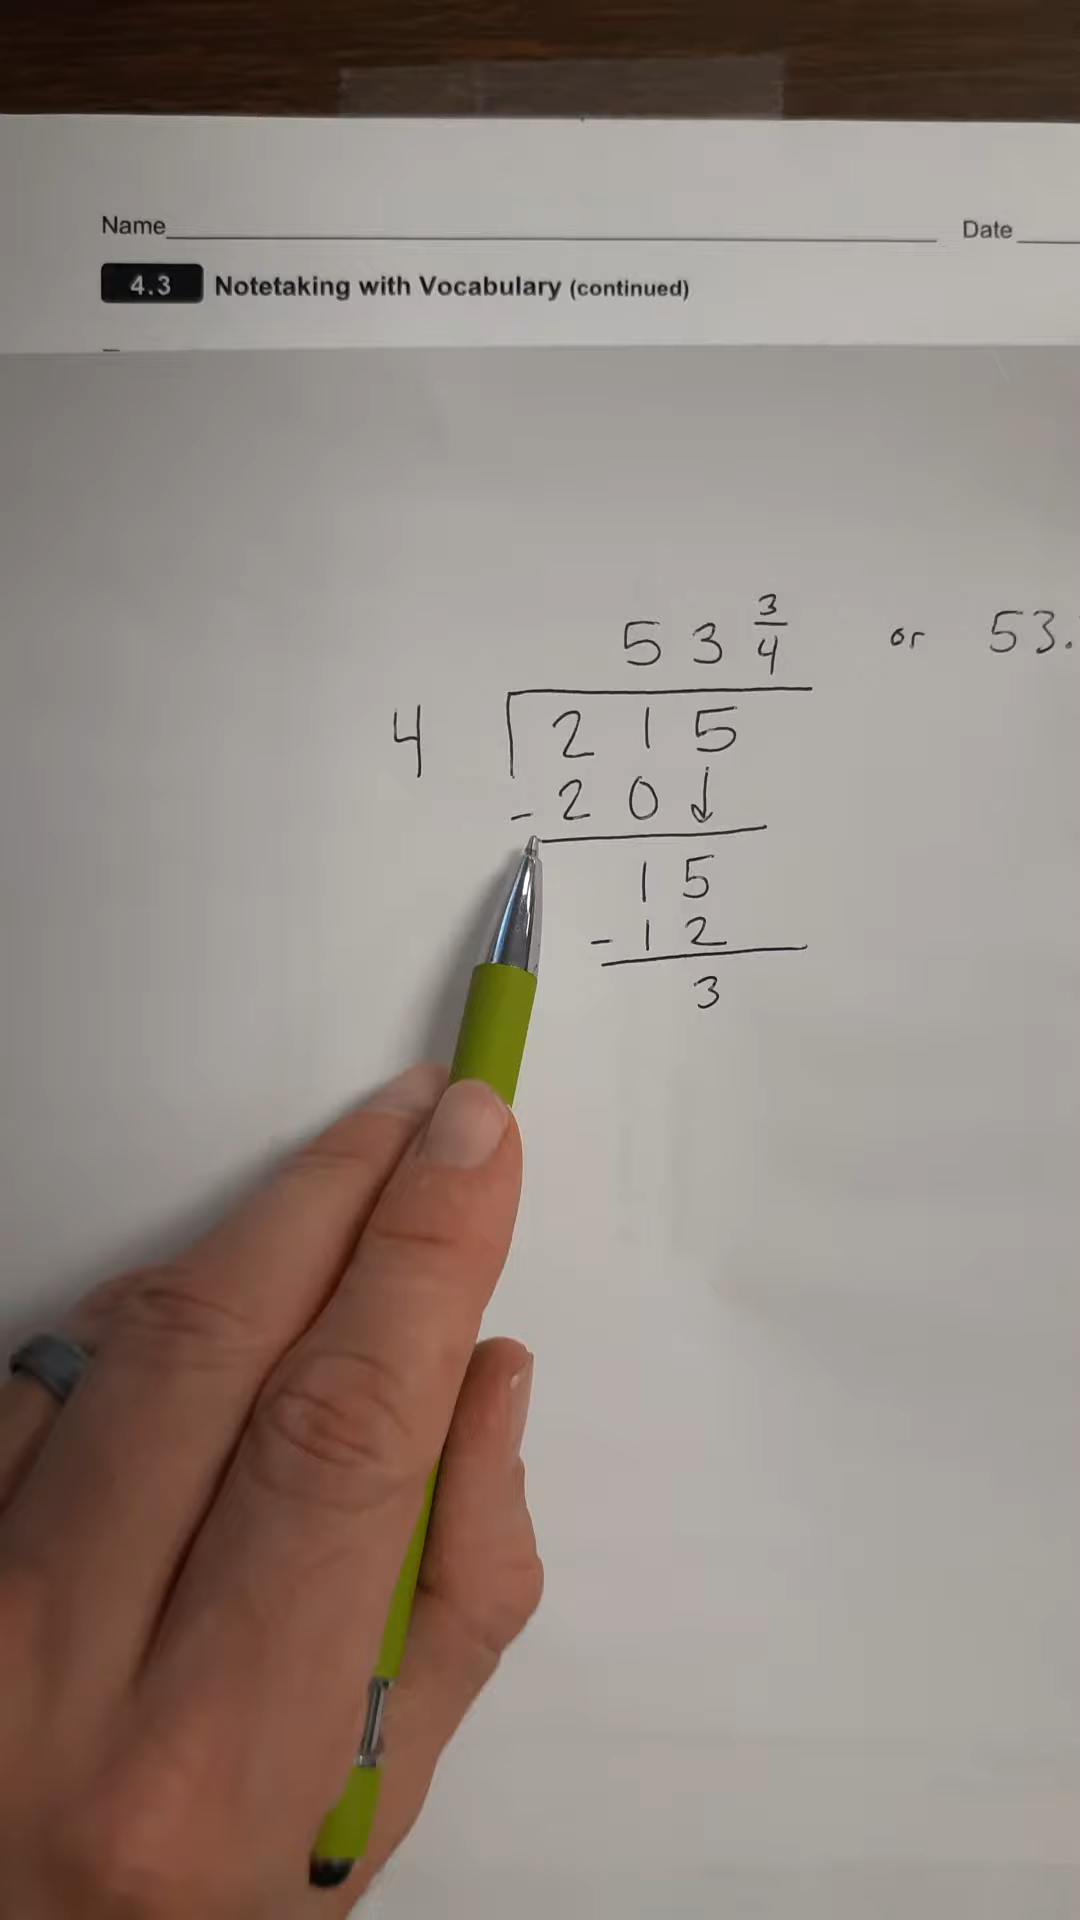 Name Date
4.3 Notetaking with Vocabulary (continued)
5 3 3/4 or 53.
4 2 1 5
- 2 0 ↓
1 5
- 1 2
3